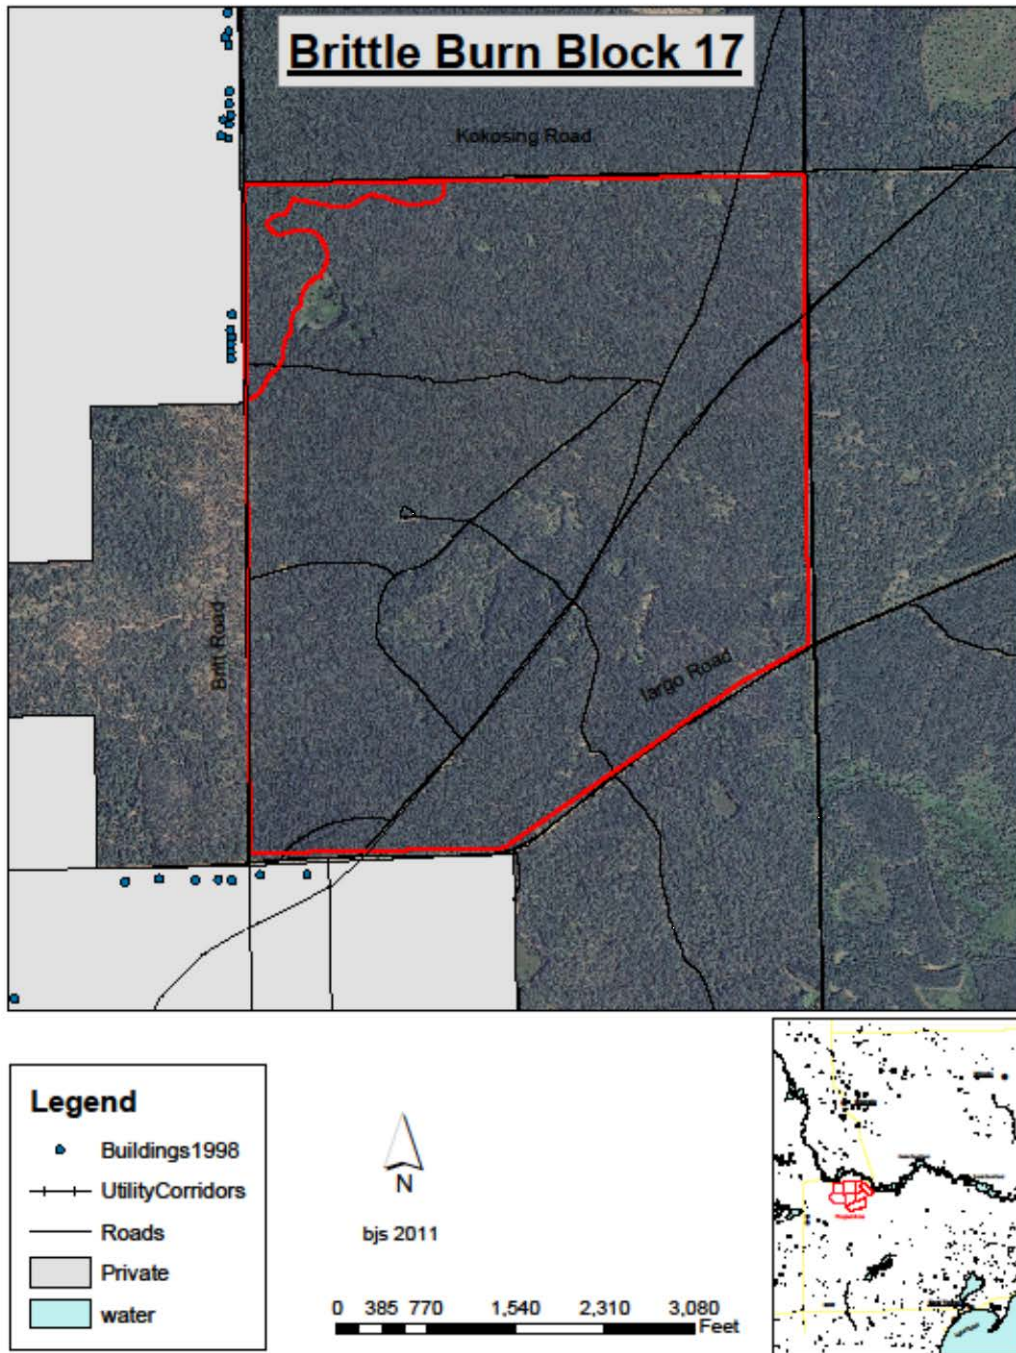 Brittle Burn Block 17
Kokosing Road
Britt Road
Iargo Road
Legend
Buildings1998
UtilityCorridors
Roads
Private
water
N
bjs 2011
0 385 770 1,540 2,310 3,080
Feet